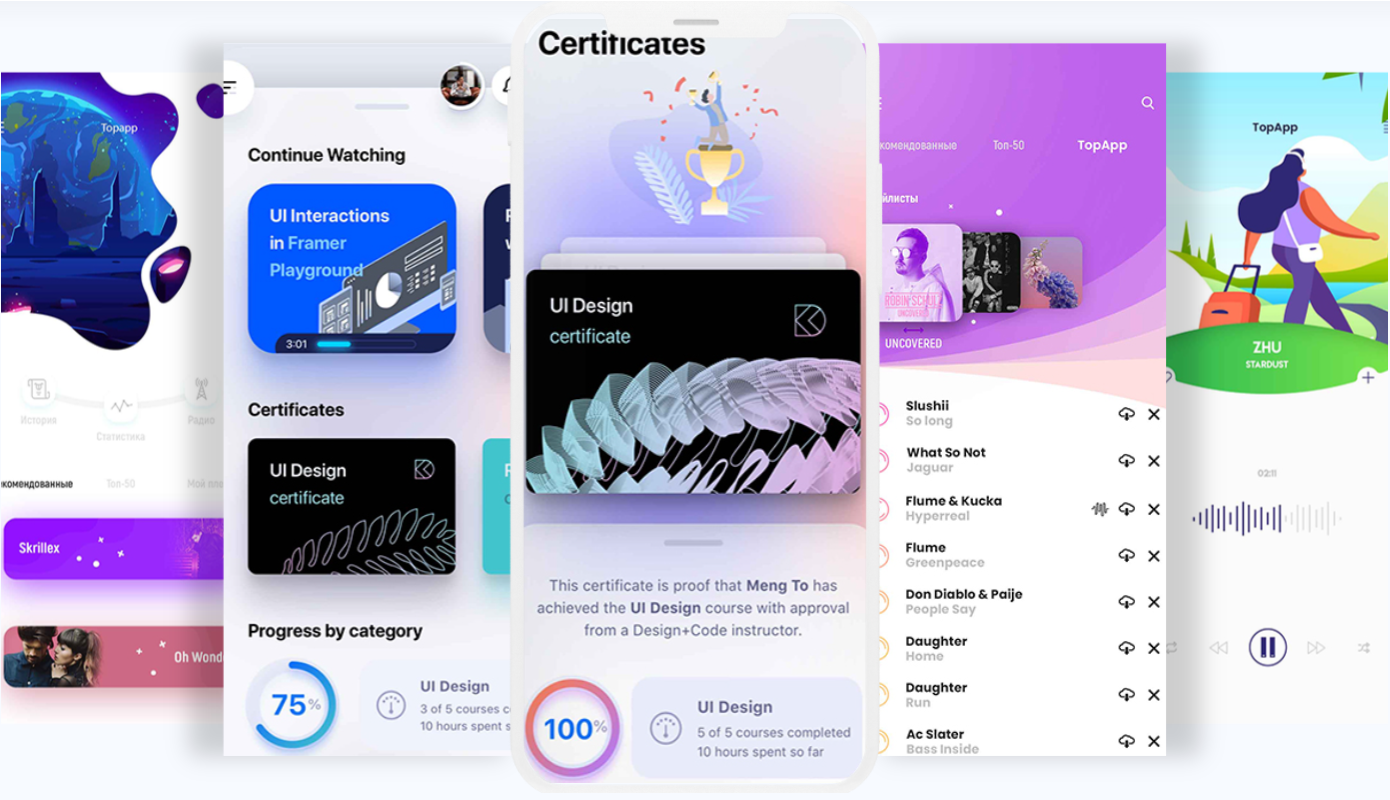 Topapp
История
Статистика
Радио
комендованные
Топ-50
Мой пло
Skrillex
Oh Wond
Continue Watching
UI Interactions
in Framer
Playground
3:01
Certificates
UI Design
certificate
Progress by category
75%
UI Design
3 of 5 courses c
10 hours spent s
Certificates
UI Design
certificate
This certificate is proof that Meng To has
achieved the UI Design course with approval
from a Design+Code instructor.
100%
UI Design
5 of 5 courses completed
10 hours spent so far
комендованные
Топ-50
TopApp
йлисты
ROBIN SCHUL
UNCOVERED
UNCOVERED
Slushii
So long
What So Not
Jaguar
Flume & Kucka
Hyperreal
Flume
Greenpeace
Don Diablo & Paije
People Say
Daughter
Home
Daughter
Run
Ac Slater
Bass Inside
TopApp
ZHU
STARDUST
02:11